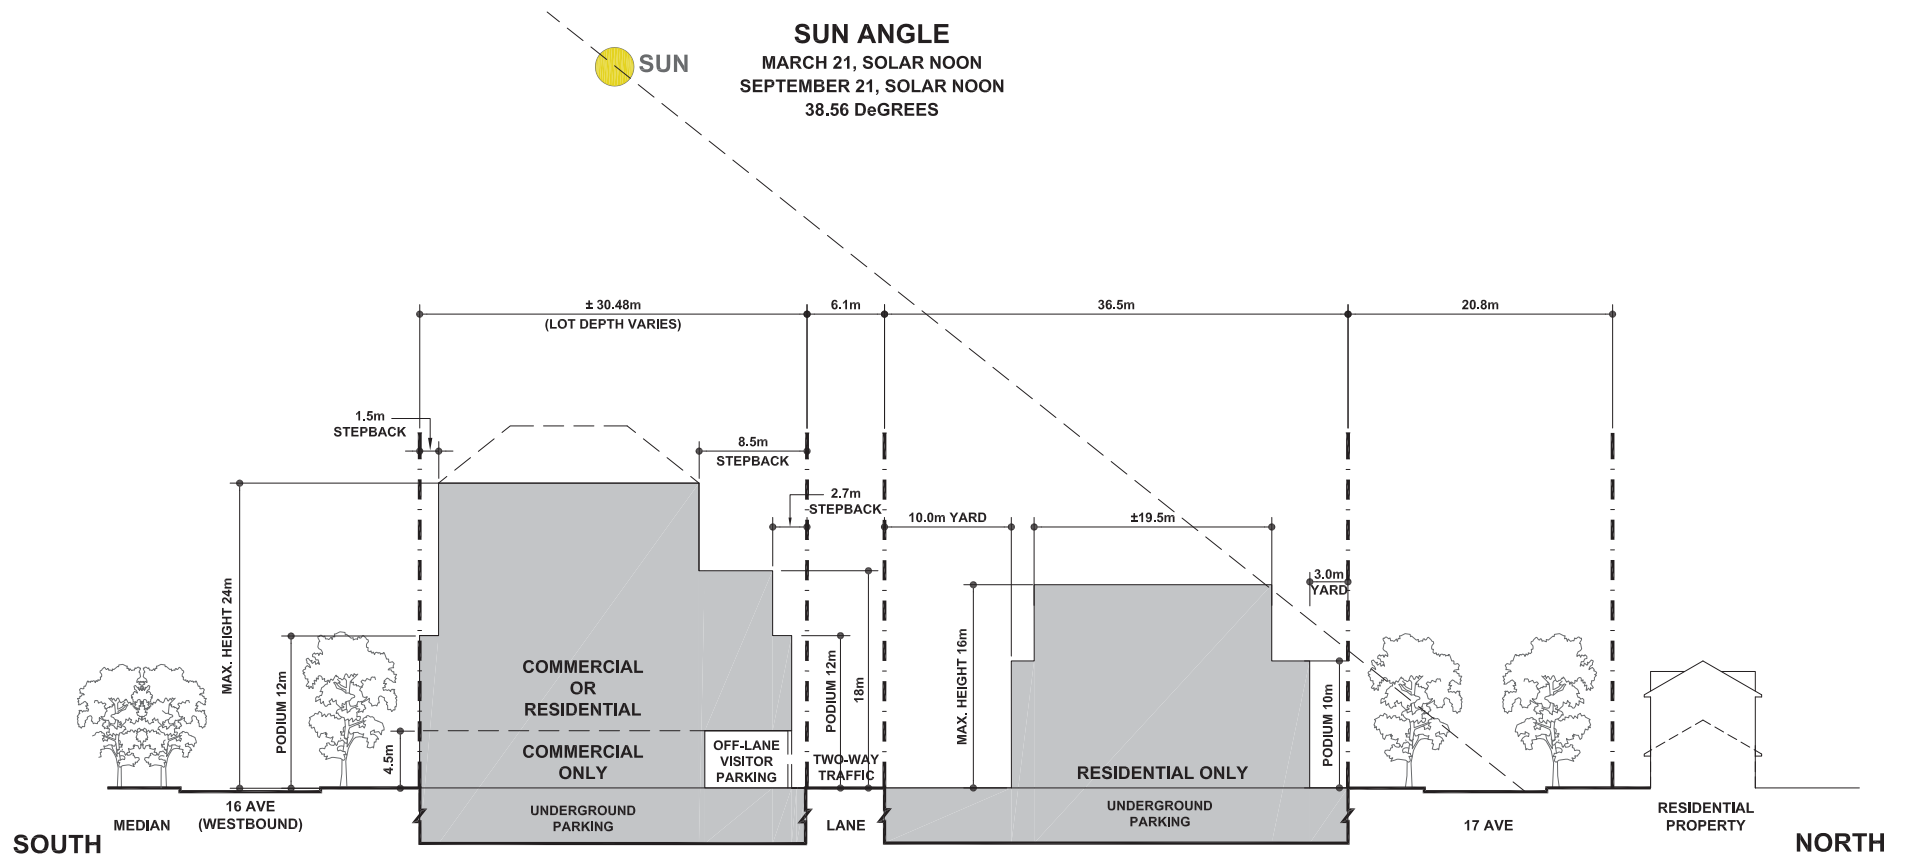 SUN ANGLE
MARCH 21, SOLAR NOON
SEPTEMBER 21, SOLAR NOON
38.56 DeGREES
SUN
± 30.48m
(LOT DEPTH VARIES)
6.1m
36.5m
20.8m
1.5m
STEPBACK
8.5m
STEPBACK
2.7m
STEPBACK
10.0m YARD
±19.5m
3.0m
YARD
MAX. HEIGHT 24m
PODIUM 12m
4.5m
COMMERCIAL
OR
RESIDENTIAL
COMMERCIAL
ONLY
OFF-LANE
VISITOR
PARKING
PODIUM 12m
18m
TWO-WAY
TRAFFIC
MAX. HEIGHT 16m
RESIDENTIAL ONLY
PODIUM 10m
UNDERGROUND
PARKING
UNDERGROUND
PARKING
16 AVE
(WESTBOUND)
MEDIAN
LANE
17 AVE
RESIDENTIAL
PROPERTY
SOUTH
NORTH